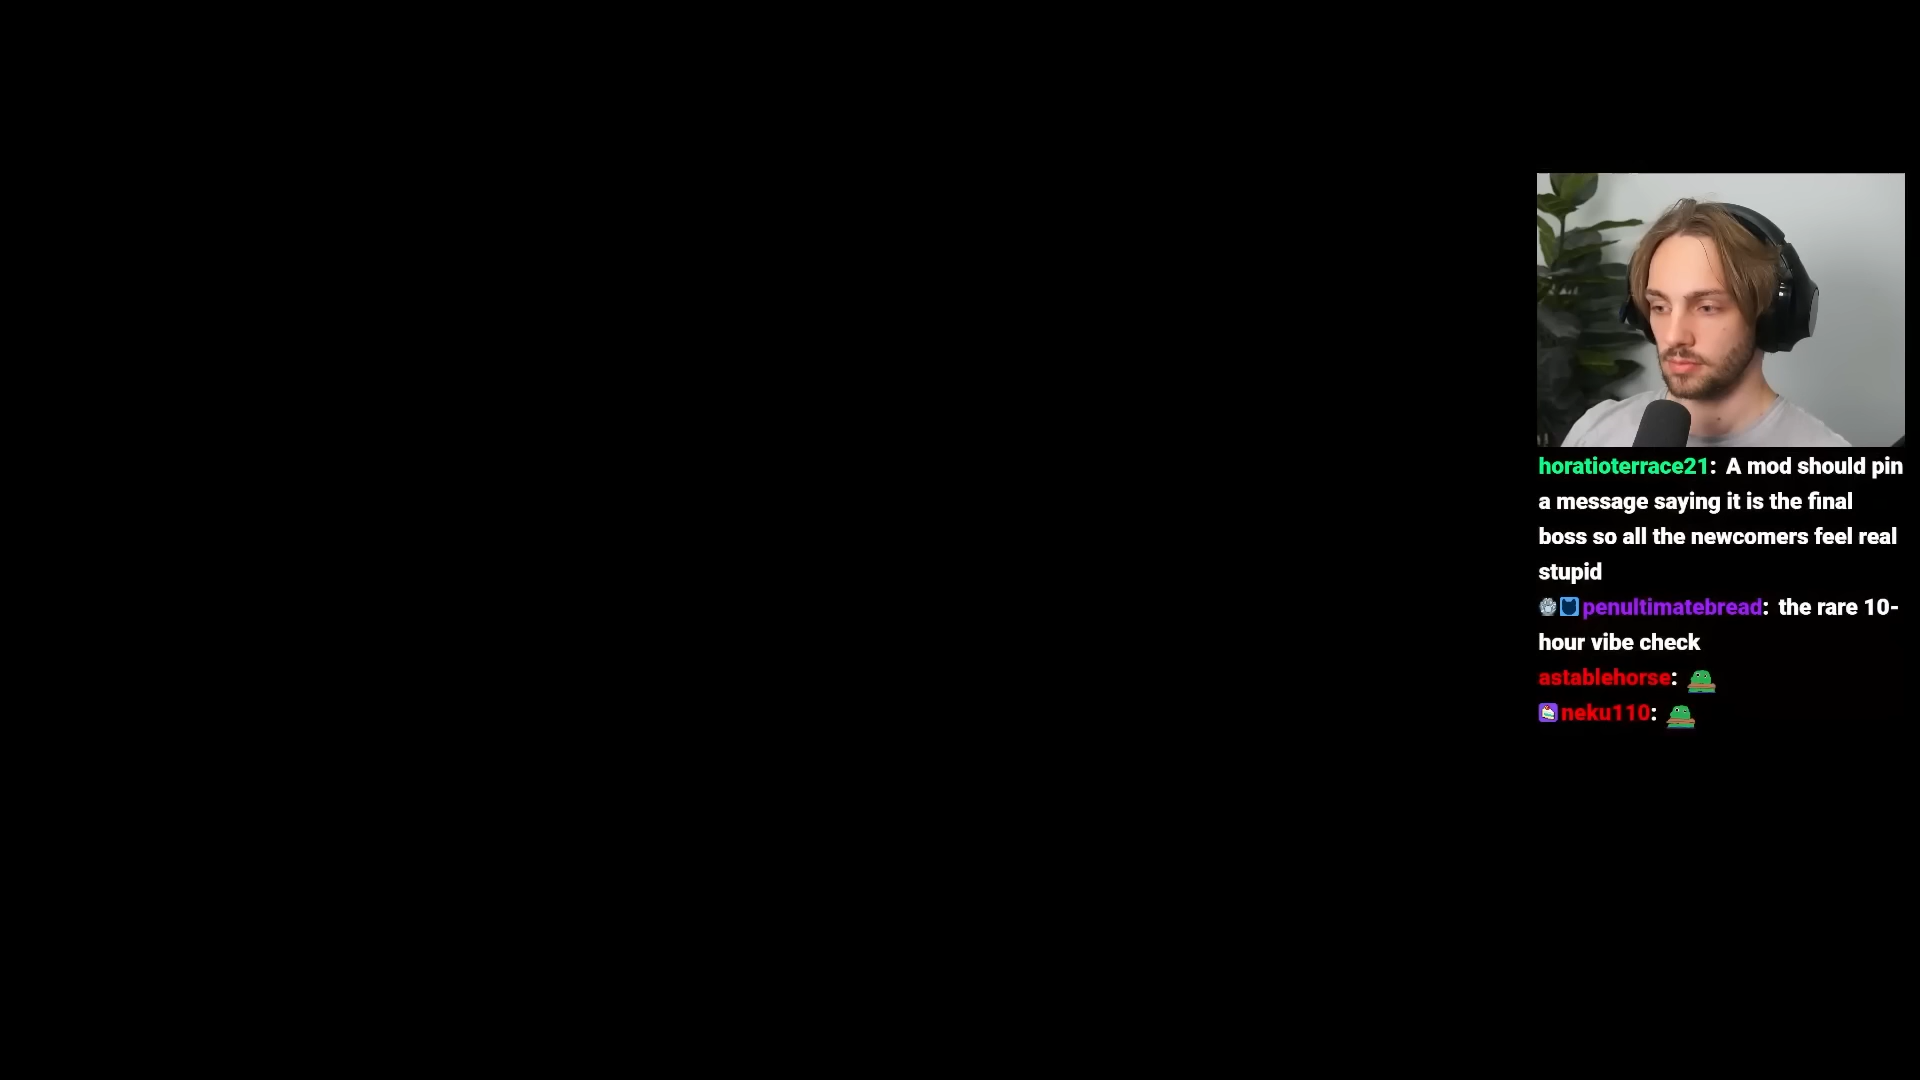 horatioterrace21: A mod should pin
a message saying it is the final
boss so all the newcomers feel real
stupid
penultimatebread: the rare 10-
hour vibe check
astablehorse:
neku110: